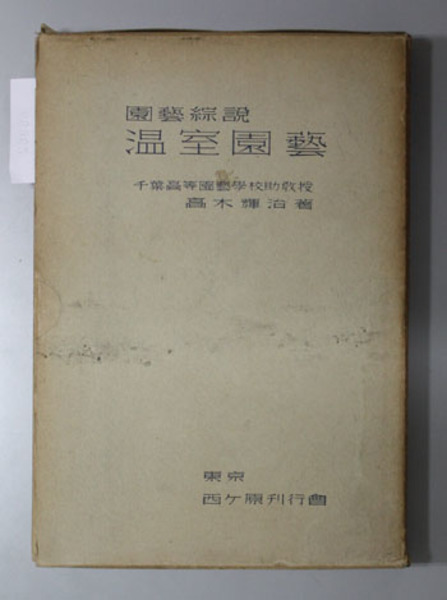 園藝綜說
温室園藝
千葉高等園藝學校助教授
高木輝治著
東京
西ケ原刊行會